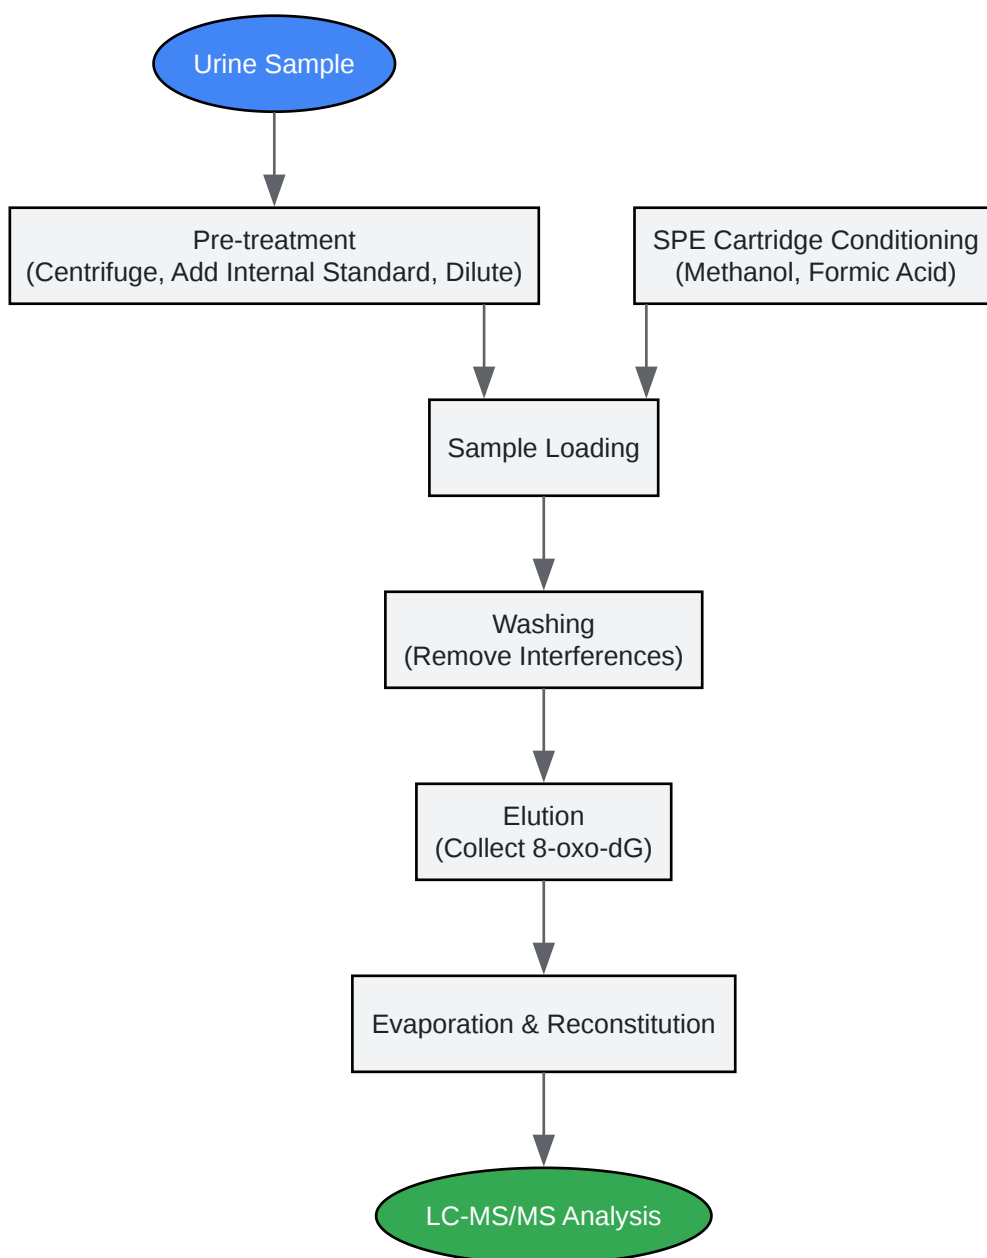 Urine Sample
Pre-treatment
(Centrifuge, Add Internal Standard, Dilute)
SPE Cartridge Conditioning
(Methanol, Formic Acid)
Sample Loading
Washing
(Remove Interferences)
Elution
(Collect 8-oxo-dG)
Evaporation & Reconstitution
LC-MS/MS Analysis